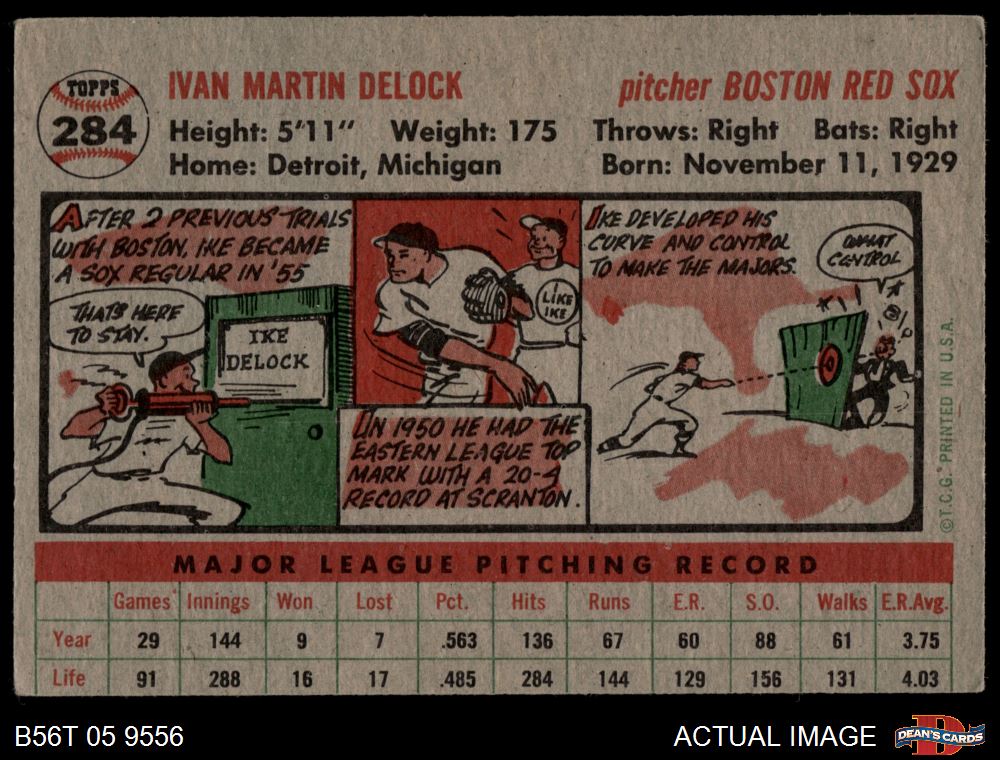 TOPPS
284
IVAN MARTIN DELOCK
pitcher BOSTON RED SOX
Height: 5'11" Weight: 175 Throws: Right Bats: Right
Home: Detroit, Michigan Born: November 11, 1929
AFTER 2 PREVIOUS TRIALS
WITH BOSTON, IKE BECAME
A SOX REGULAR IN '55
THAT'S HERE
TO STAY.
IKE
DELOCK
I
LIKE
IKE
IN 1950 HE HAD THE
EASTERN LEAGUE TOP
MARK WITH A 20-4
RECORD AT SCRANTON.
IKE DEVELOPED HIS
CURVE AND CONTROL
TO MAKE THE MAJORS.
WHAT
CONTROL
© T.C.G. PRINTED IN U.S.A.
MAJOR LEAGUE PITCHING RECORD
Games Innings Won Lost Pct. Hits Runs E.R. S.O. Walks E.R.Avg.
Year 29 144 9 7 .563 136 67 60 88 61 3.75
Life 91 288 16 17 .485 284 144 129 156 131 4.03
B56T 05 9556
ACTUAL IMAGE
D
DEAN'S CARDS